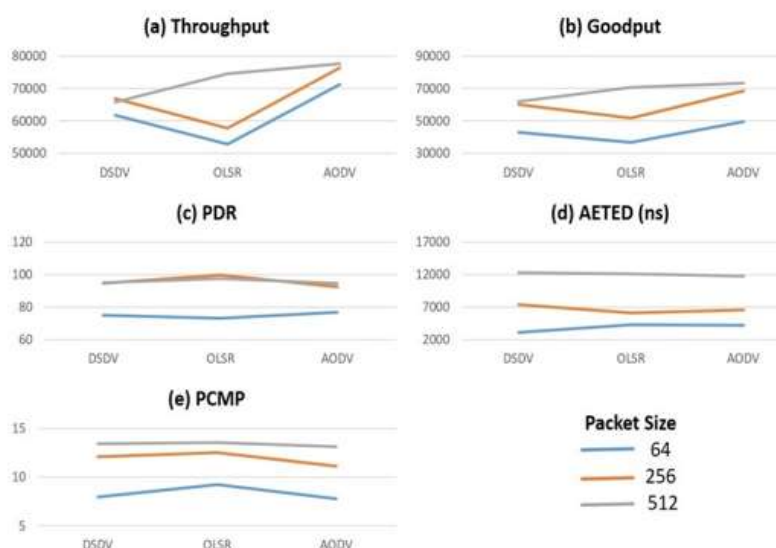 (a) Throughput
80000
70000
60000
50000
DSDV
OLSR
AODV
(b) Goodput
90000
70000
50000
30000
DSDV
OLSR
AODV
(c) PDR
120
100
80
60
DSDV
OLSR
AODV
(d) AETED (ns)
17000
12000
7000
2000
DSDV
OLSR
AODV
(e) PCMP
15
10
5
DSDV
OLSR
AODV
Packet Size
64
256
512